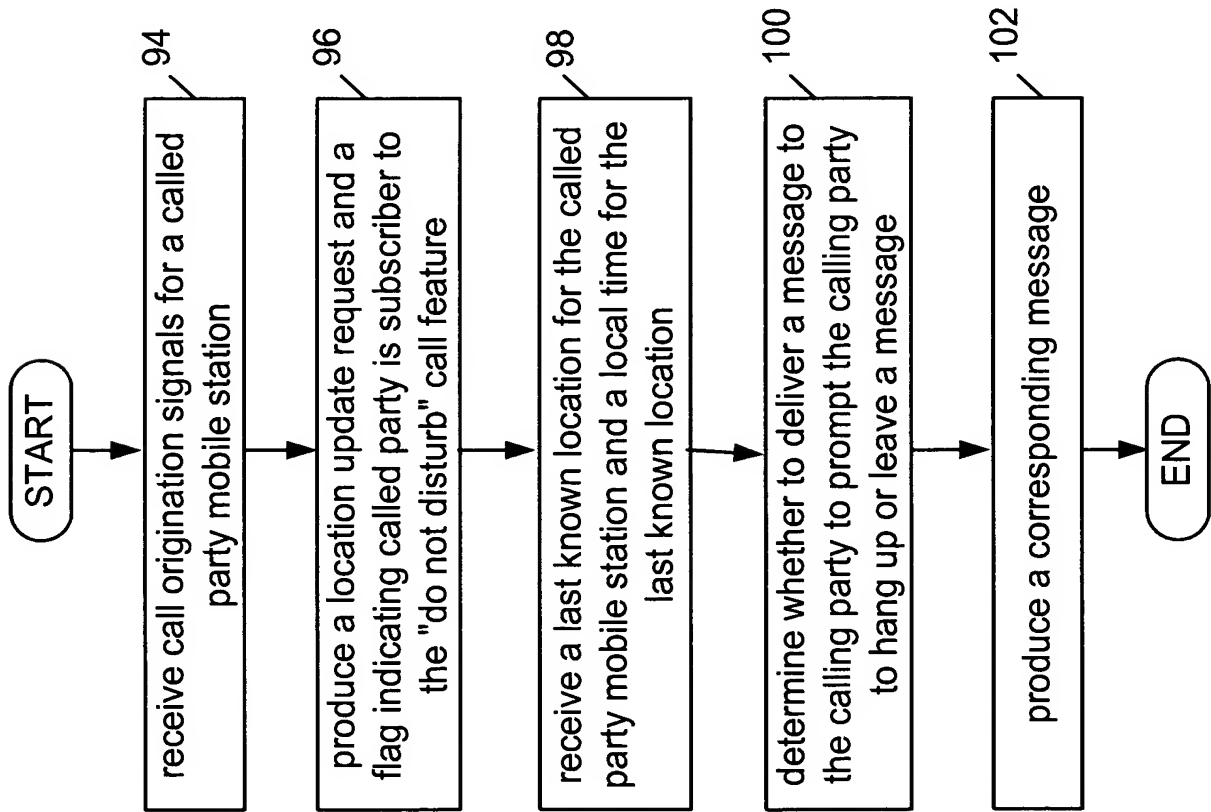 START
94
receive call origination signals for a called
party mobile station
96
produce a location update request and a
flag indicating called party is subscriber to
the "do not disturb" call feature
98
receive a last known location for the called
party mobile station and a local time for the
last known location
100
determine whether to deliver a message to
the calling party to prompt the calling party
to hang up or leave a message
102
produce a corresponding message
END